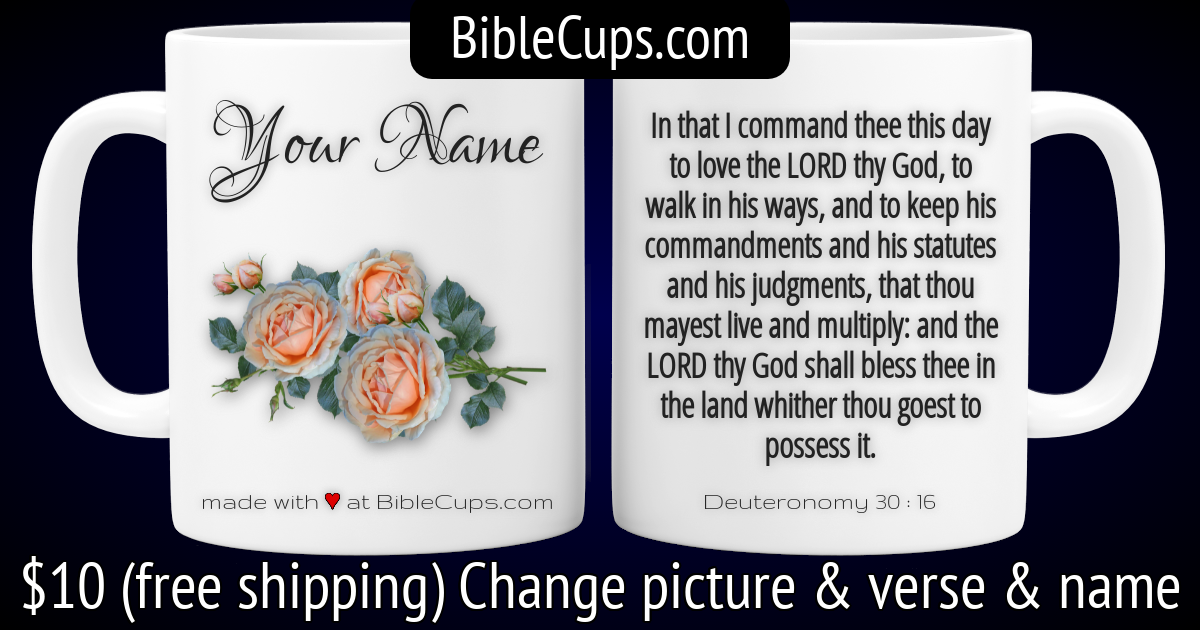 BibleCups.com
Your Name
made with ♥ at BibleCups.com
In that I command thee this day
to love the LORD thy God, to
walk in his ways, and to keep his
commandments and his statutes
and his judgments, that thou
mayest live and multiply: and the
LORD thy God shall bless thee in
the land whither thou goest to
possess it.
Deuteronomy 30 : 16
$10 (free shipping) Change picture & verse & name